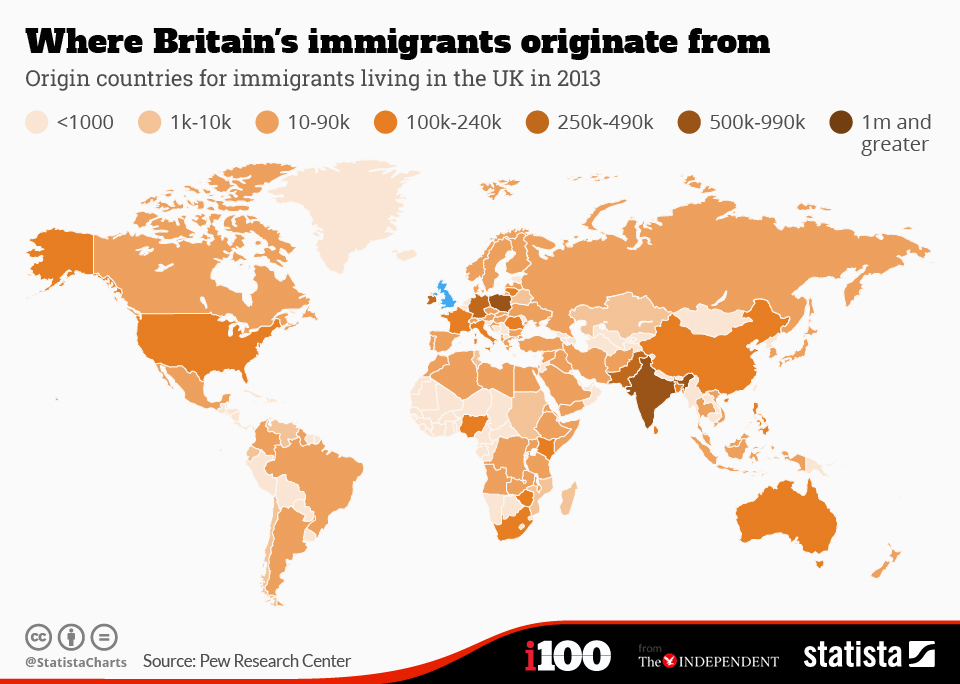 Where Britain's immigrants originate from
Origin countries for immigrants living in the UK in 2013
<1000 1k-10k 10-90k 100k-240k 250k-490k 500k-990k 1m and
greater
cc
@StatistaCharts Source: Pew Research Center
i100
from
The INDEPENDENT
statista